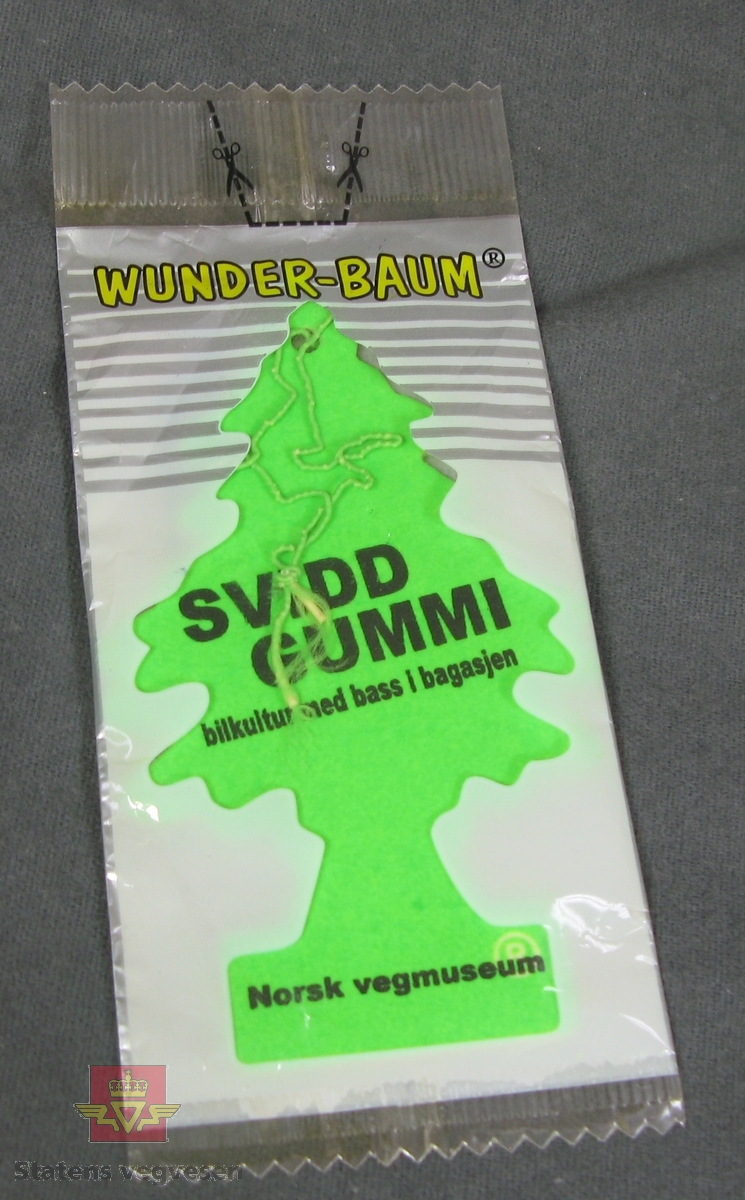 WUNDER-BAUM®
SVIDD
GUMMI
bilkultur med bass i bagasjen
®
Norsk vegmuseum
Statens vegvesen